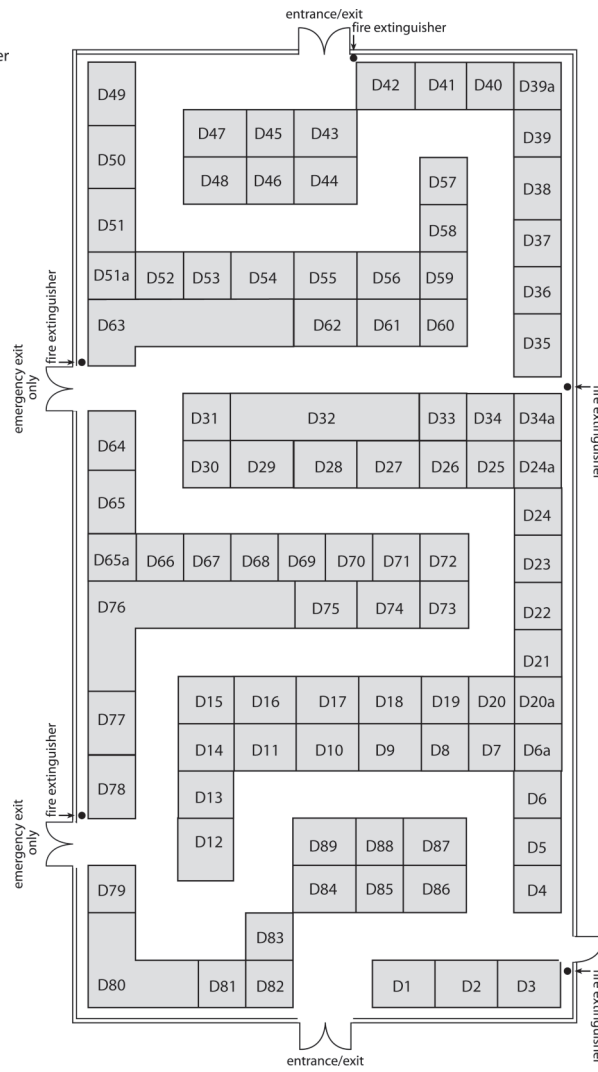 entrance/exit
fire extinguisher
er
D49
D42
D41
D40
D39a
D47
D45
D43
D39
D50
D48
D46
D44
D57
D38
D51
D58
D37
D51a
D52
D53
D54
D55
D56
D59
D36
fire extinguisher
D63
D62
D61
D60
D35
emergency exit
only
fire extinguisher
D31
D32
D33
D34
D34a
D64
D30
D29
D28
D27
D26
D25
D24a
D65
D24
D65a
D66
D67
D68
D69
D70
D71
D72
D23
D76
D75
D74
D73
D22
D21
D15
D16
D17
D18
D19
D20
D20a
D77
D14
D11
D10
D9
D8
D7
D6a
fire extinguisher
D78
D13
D6
emergency exit
only
D12
D89
D88
D87
D5
D79
D84
D85
D86
D4
D83
D80
D81
D82
D1
D2
D3
fire extinguisher
entrance/exit